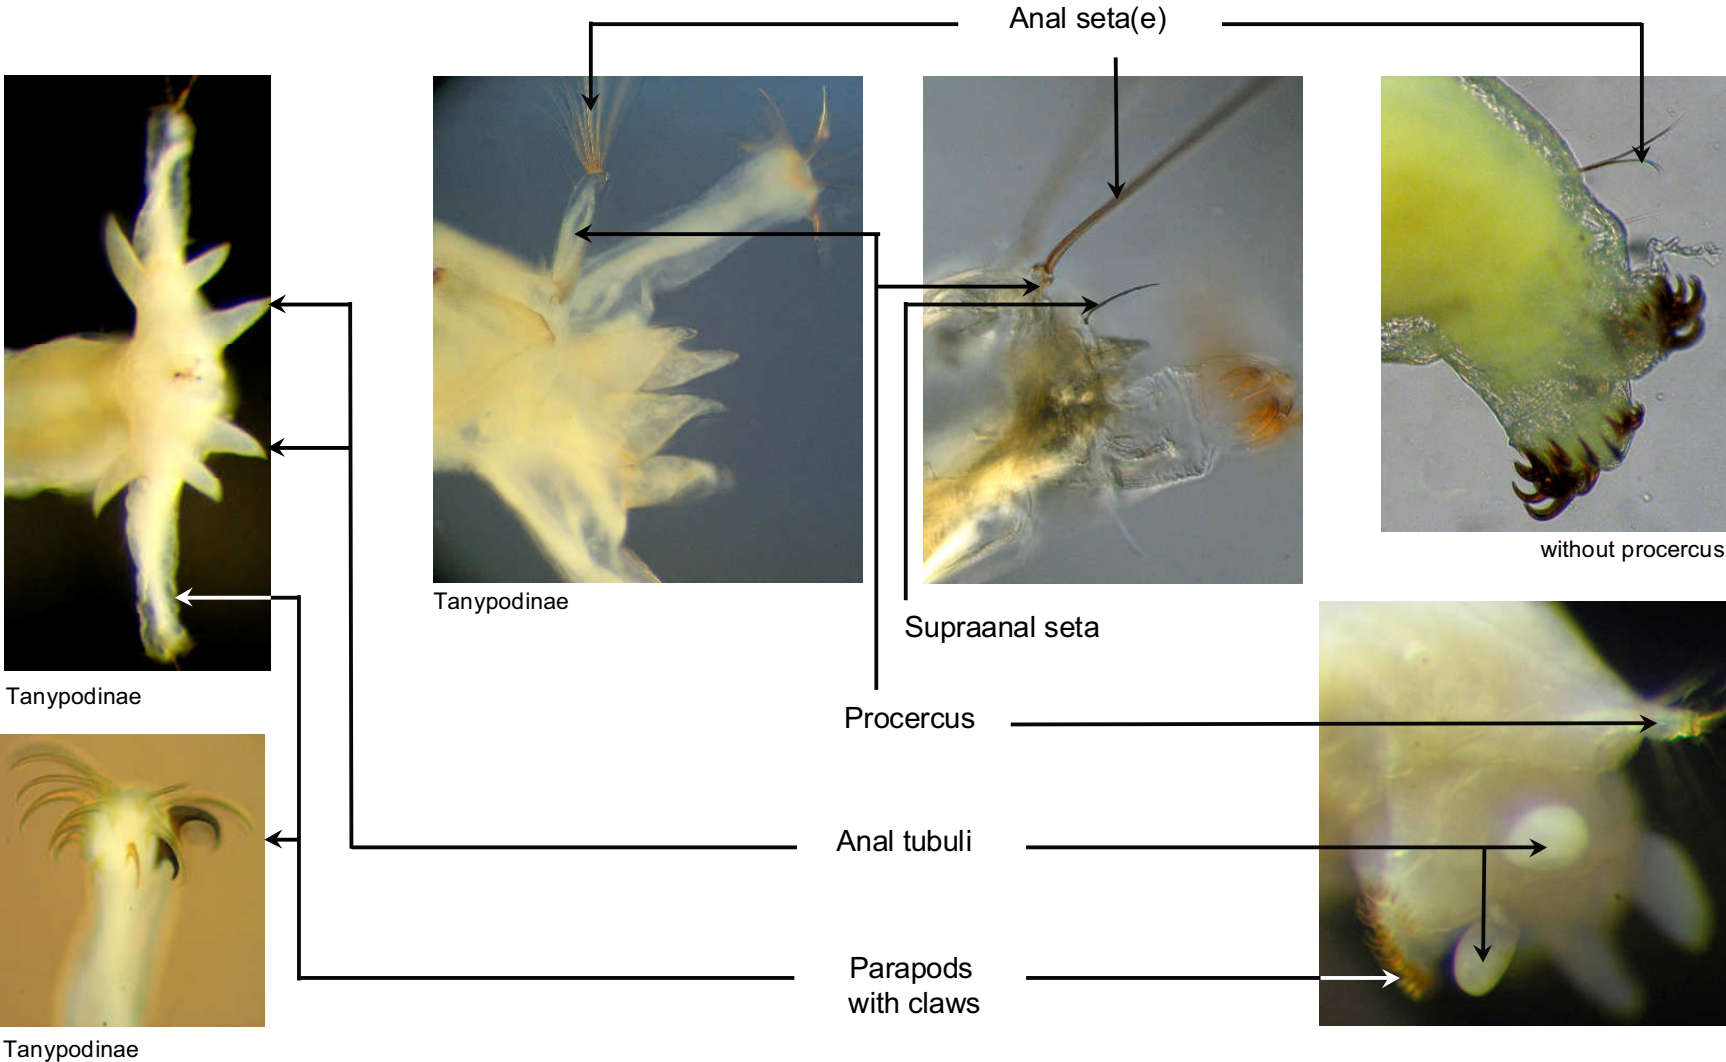 Anal seta(e)
without procercus
Tanypodinae
Supraanal seta
Tanypodinae
Procercus
Anal tubuli
Parapods
with claws
Tanypodinae